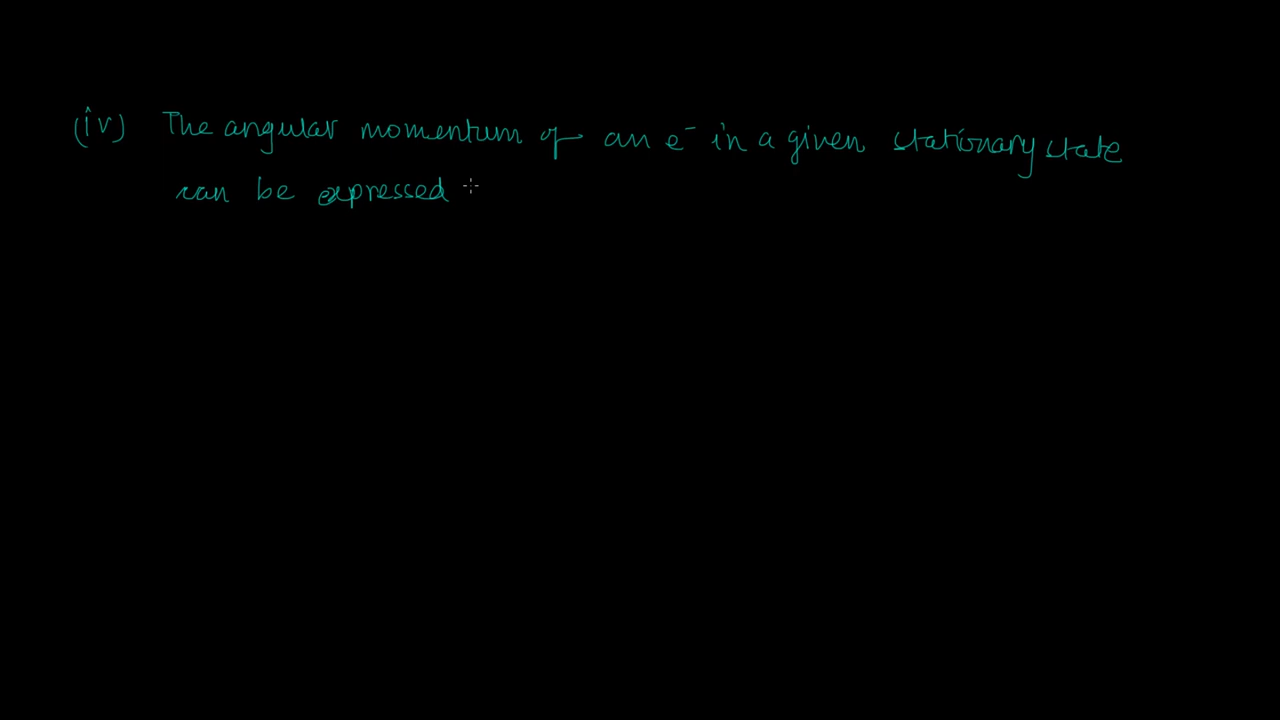 (iv) The angular momentum of an e⁻ in a given stationary state
can be expressed